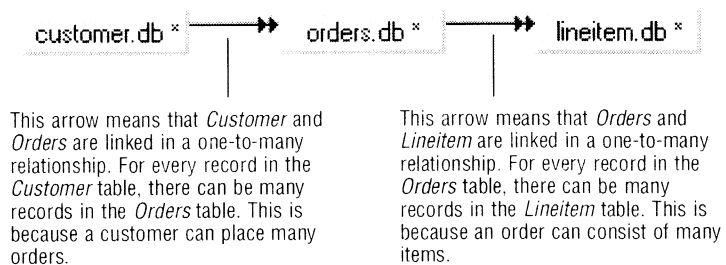 customer.db *
orders.db *
lineitem.db *
This arrow means that Customer and
Orders are linked in a one-to-many
relationship. For every record in the
Customer table, there can be many
records in the Orders table. This is
because a customer can place many
orders.
This arrow means that Orders and
Lineitem are linked in a one-to-many
relationship. For every record in the
Orders table, there can be many
records in the Lineitem table. This is
because an order can consist of many
items.